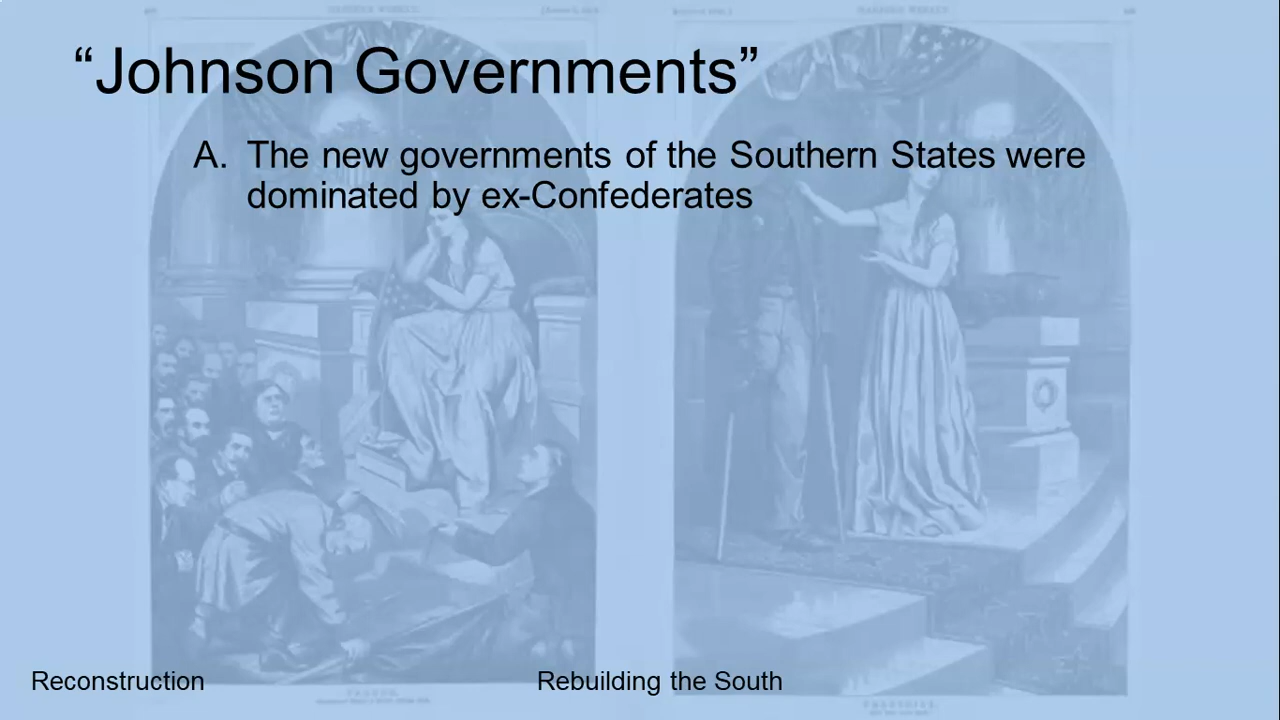 “Johnson Governments”
A. The new governments of the Southern States were
dominated by ex-Confederates
Reconstruction
Rebuilding the South